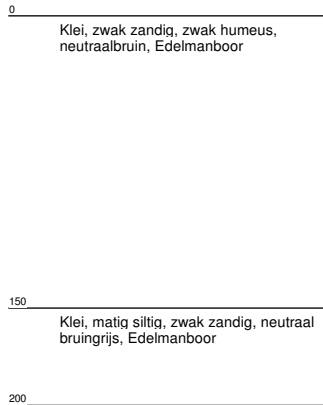 0
Klei, zwak zandig, zwak humeus,
neutraalbruin, Edelmanboor
150
Klei, matig siltig, zwak zandig, neutraal
bruingrijs, Edelmanboor
200